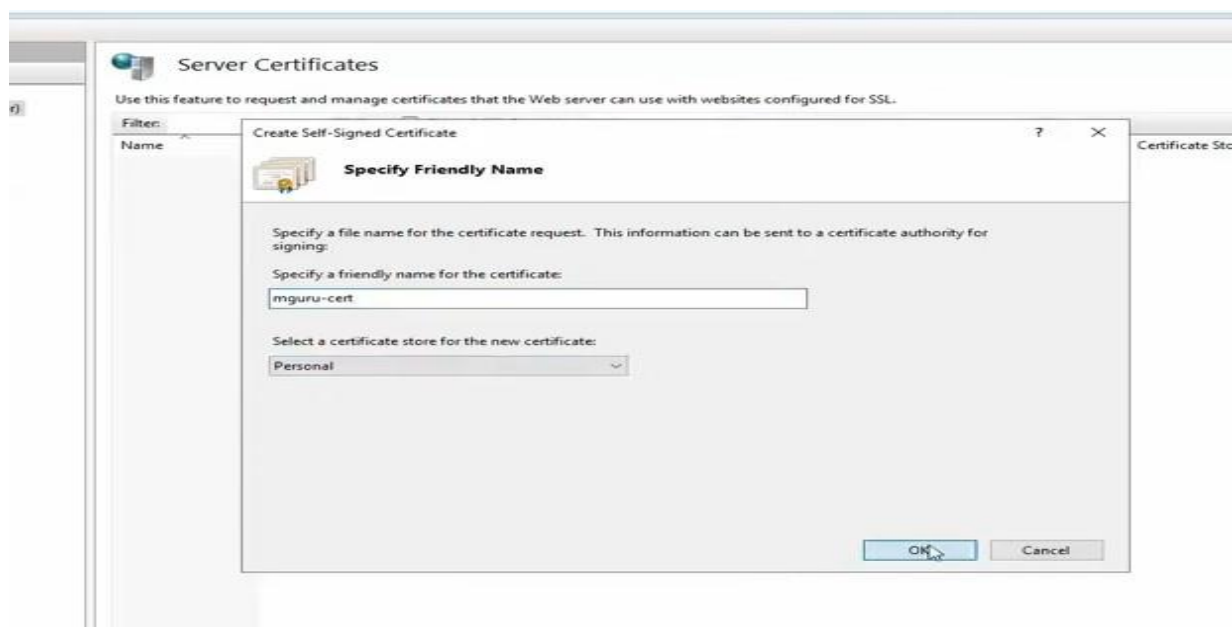 r)
Server Certificates
Use this feature to request and manage certificates that the Web server can use with websites configured for SSL.
Filter:
Name
Certificate Sto
Create Self-Signed Certificate
?
Specify Friendly Name
Specify a file name for the certificate request. This information can be sent to a certificate authority for
signing:
Specify a friendly name for the certificate:
mguru-cert
Select a certificate store for the new certificate:
Personal
OK
Cancel